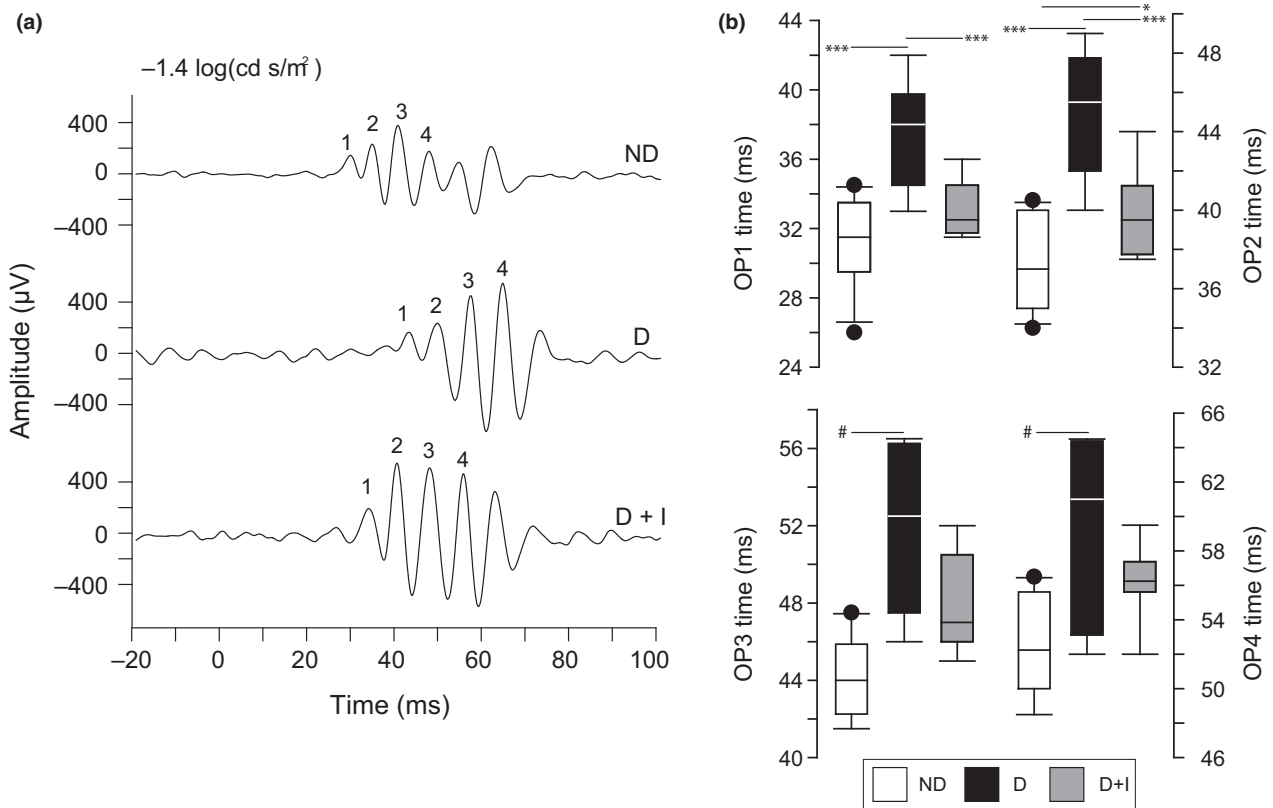 (a)
−1.4 log(cd s/m²)
Amplitude (µV)
400
0
−400
1 2 3 4
ND
400
0
−400
1 2 3 4
D
400
0
−400
1 2 3 4
D + I
−20 0 20 40 60 80 100
Time (ms)
(b)
OP1 time (ms)
44
40
36
32
28
24
*** ***
*** * ***
OP2 time (ms)
48
44
40
36
32
OP3 time (ms)
56
52
48
44
40
# #
OP4 time (ms)
66
62
58
54
50
46
ND D D+I